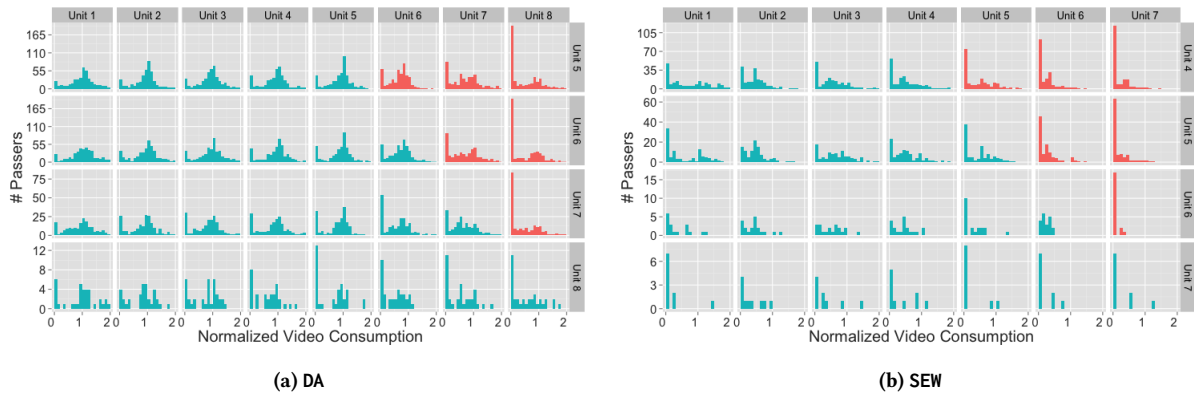 Unit 1 Unit 2 Unit 3 Unit 4 Unit 5 Unit 6 Unit 7 Unit 8
165
110
55
0
Unit 5
165
110
55
0
Unit 6
75
50
25
0
Unit 7
12
8
4
0
Unit 8
# Passers
0 1 2 0 1 2 0 1 2 0 1 2 0 1 2 0 1 2 0 1 2 0 1 2
Normalized Video Consumption
(a) DA
Unit 1 Unit 2 Unit 3 Unit 4 Unit 5 Unit 6 Unit 7
105
70
35
0
Unit 4
60
40
20
0
Unit 5
15
10
5
0
Unit 6
6
3
0
Unit 7
# Passers
0 1 2 0 1 2 0 1 2 0 1 2 0 1 2 0 1 2 0 1 2
Normalized Video Consumption
(b) SEW